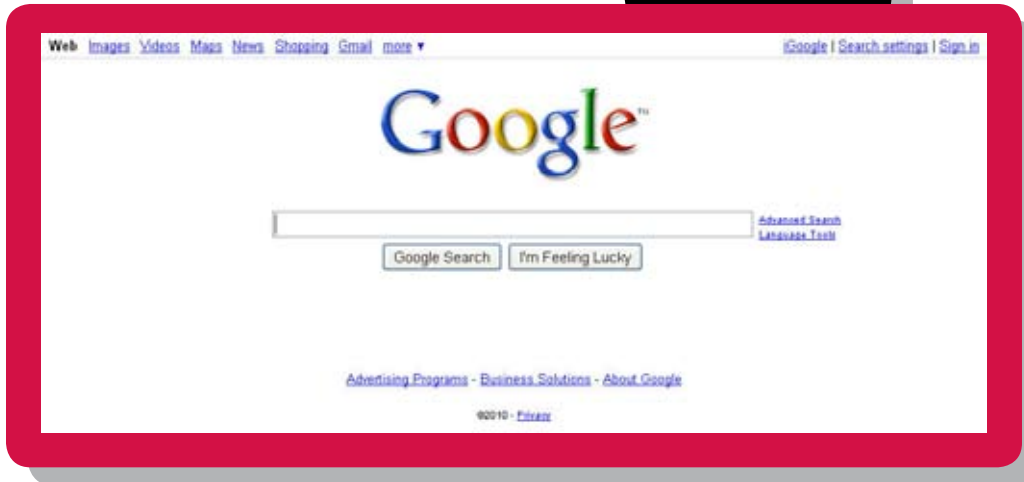 Web Images Videos Maps News Shopping Gmail more ▼
iGoogle | Search settings | Sign in
Google™
Advanced Search
Language Tools
Google Search I'm Feeling Lucky
Advertising Programs - Business Solutions - About Google
©2010 - Privacy